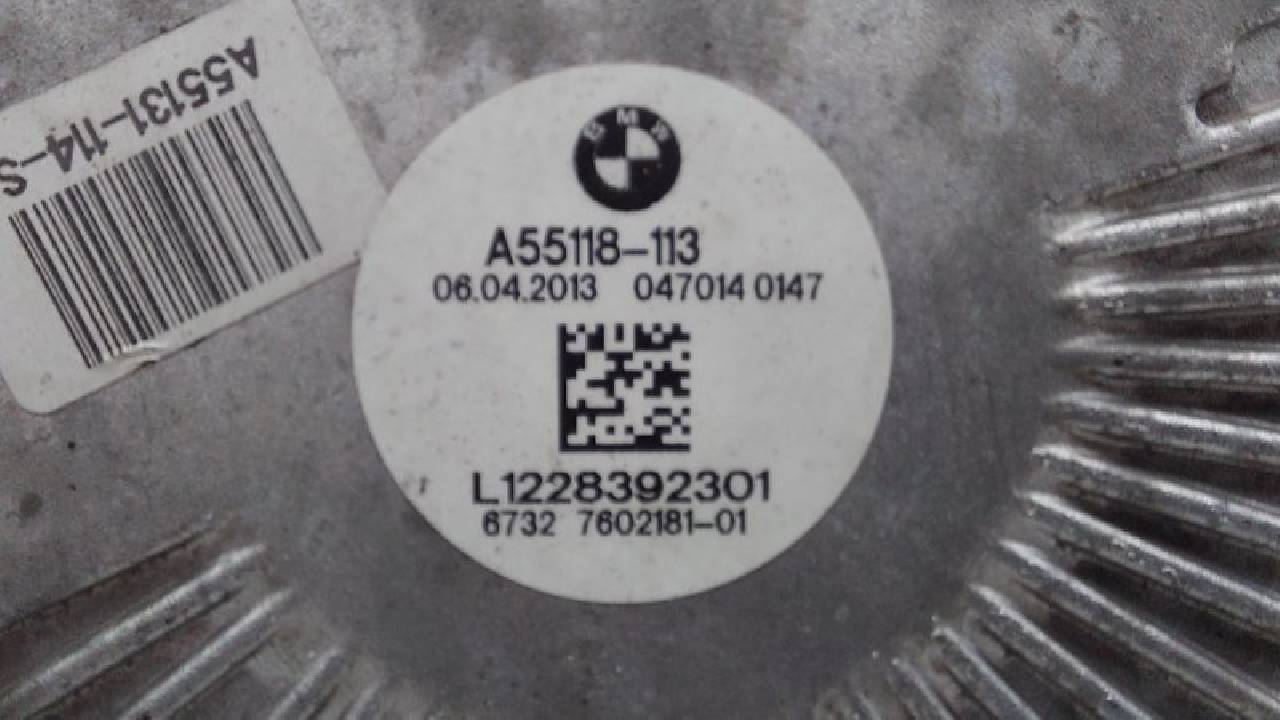 A55131-114-S
BMW
A55118-113
06.04.2013 047014 0147
L1228392301
6732 7602181-01